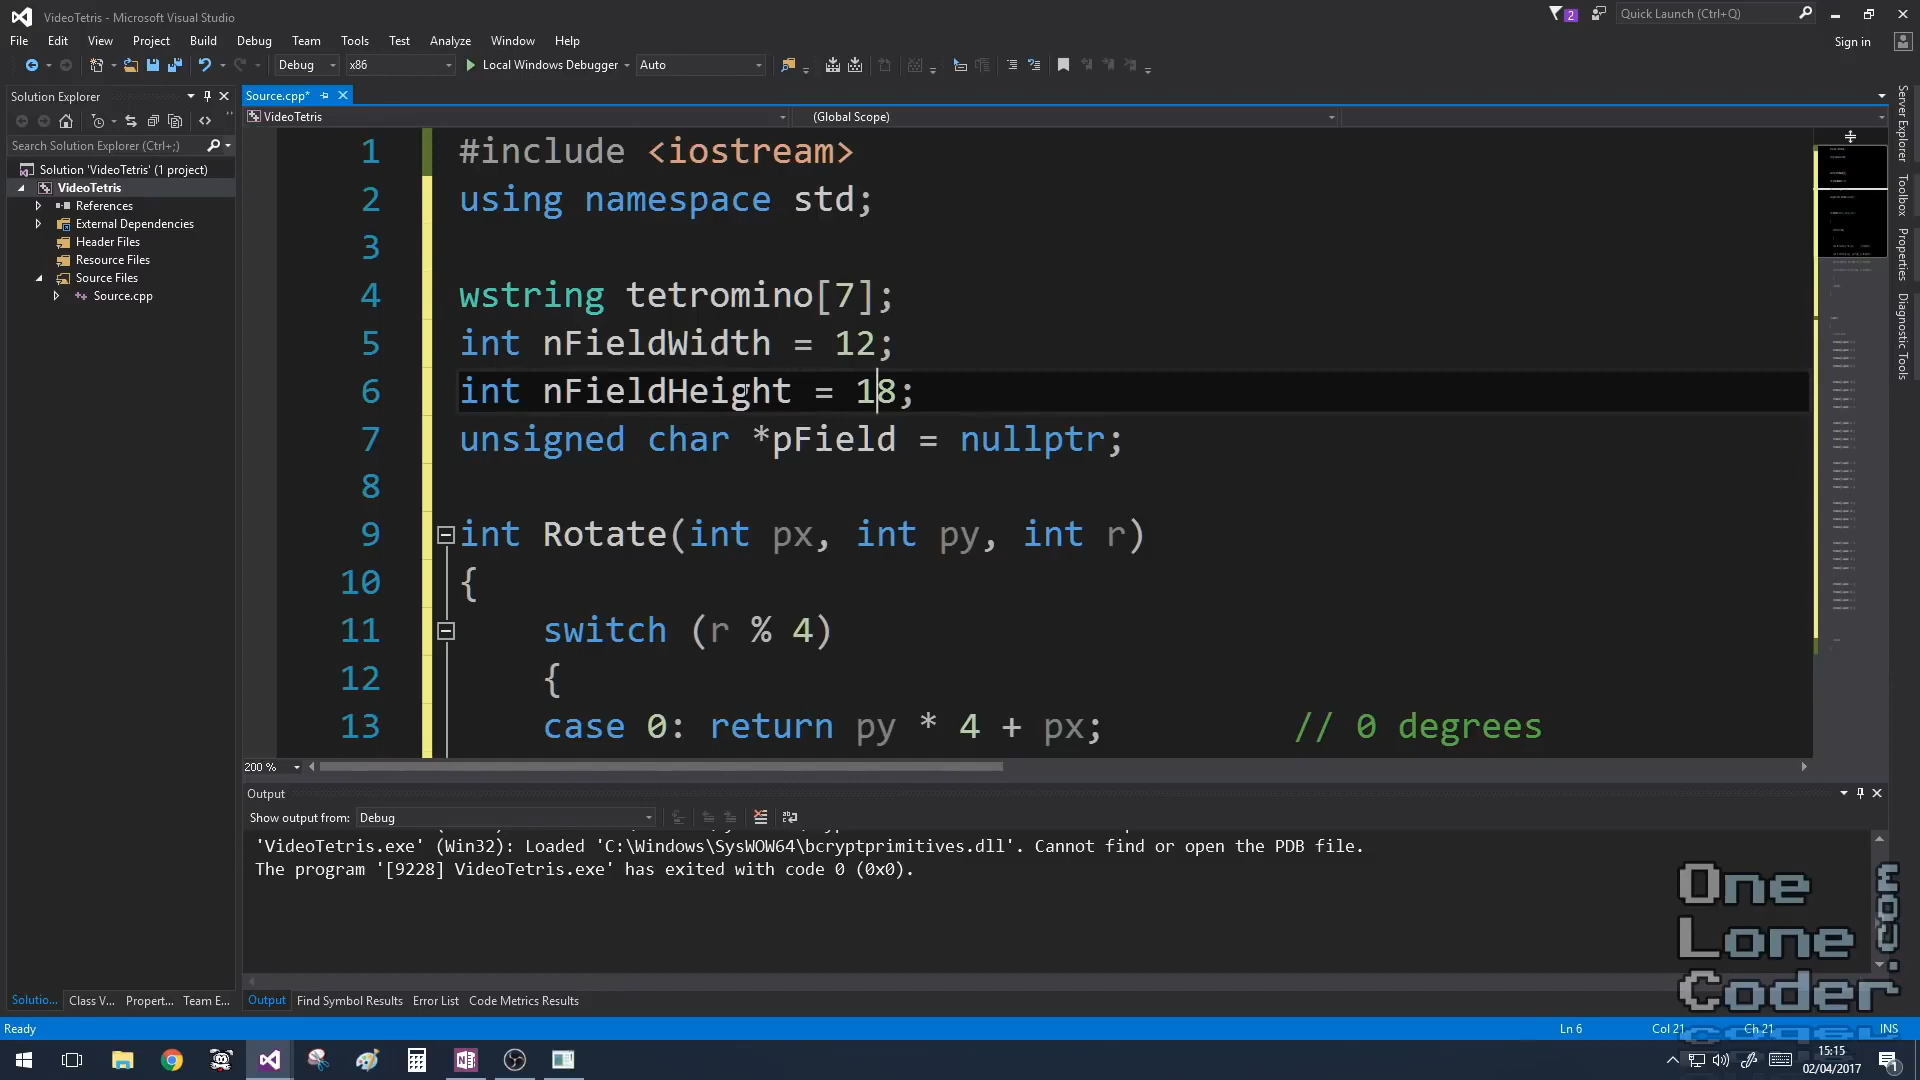 VideoTetris - Microsoft Visual Studio
2
Quick Launch (Ctrl+Q)
File Edit View Project Build Debug Team Tools Test Analyze Window Help
Sign in
Debug x86 Local Windows Debugger Auto
Solution Explorer
Source.cpp*
VideoTetris
(Global Scope)
Search Solution Explorer (Ctrl+;)
Solution 'VideoTetris' (1 project)
VideoTetris
References
External Dependencies
Header Files
Resource Files
Source Files
Source.cpp
1 #include <iostream>
2 using namespace std;
3
4 wstring tetromino[7];
5 int nFieldWidth = 12;
6 int nFieldHeight = 18;
7 unsigned char *pField = nullptr;
8
9 int Rotate(int px, int py, int r)
10 {
11 switch (r % 4)
12 {
13 case 0: return py * 4 + px; // 0 degrees
Server Explorer
Toolbox
Properties
Diagnostic Tools
200 %
Output
Show output from: Debug
'VideoTetris.exe' (Win32): Loaded 'C:\Windows\SysWOW64\bcryptprimitives.dll'. Cannot find or open the PDB file.
The program '[9228] VideoTetris.exe' has exited with code 0 (0x0).
One
Lone
Coder
.com
Solutio... Class V... Propert... Team E...
Output Find Symbol Results Error List Code Metrics Results
Ready
Ln 6 Col 21 Ch 21 INS
15:15
02/04/2017
1